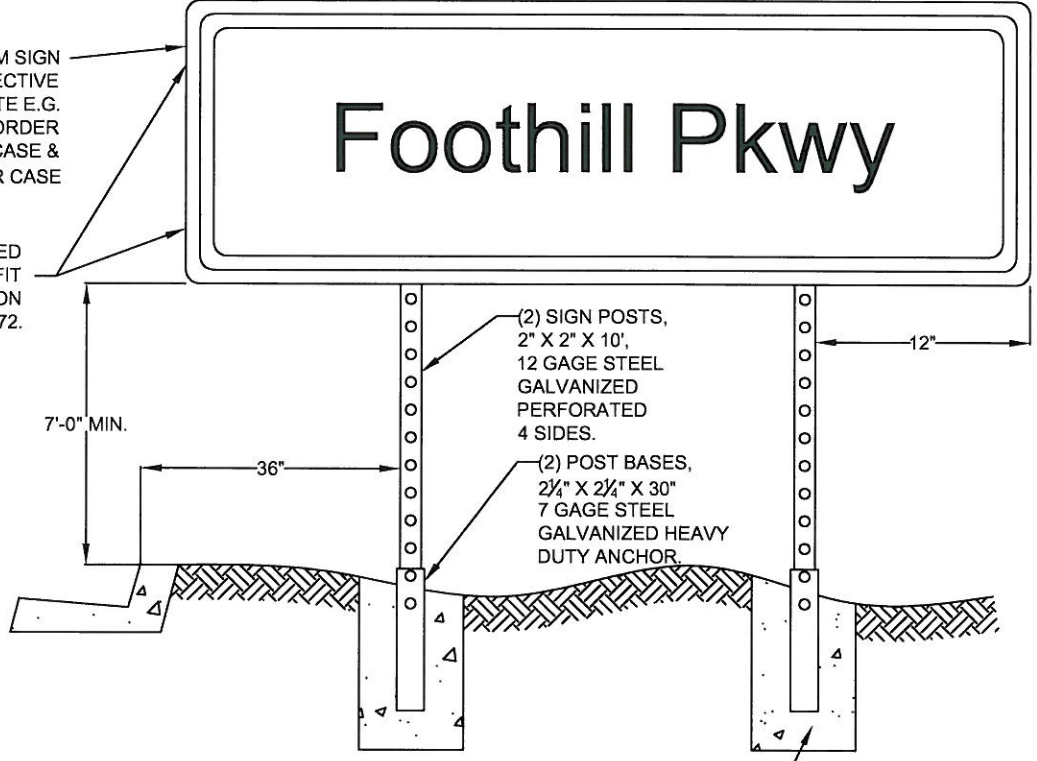 M SIGN
ECTIVE
TE E.G.
ORDER
CASE &
R CASE
ED
FIT
ON
72.
Foothill Pkwy
(2) SIGN POSTS,
2" X 2" X 10',
12 GAGE STEEL
GALVANIZED
PERFORATED
4 SIDES.
12"
7'-0" MIN.
36"
(2) POST BASES,
2¼" X 2¼" X 30"
7 GAGE STEEL
GALVANIZED HEAVY
DUTY ANCHOR.